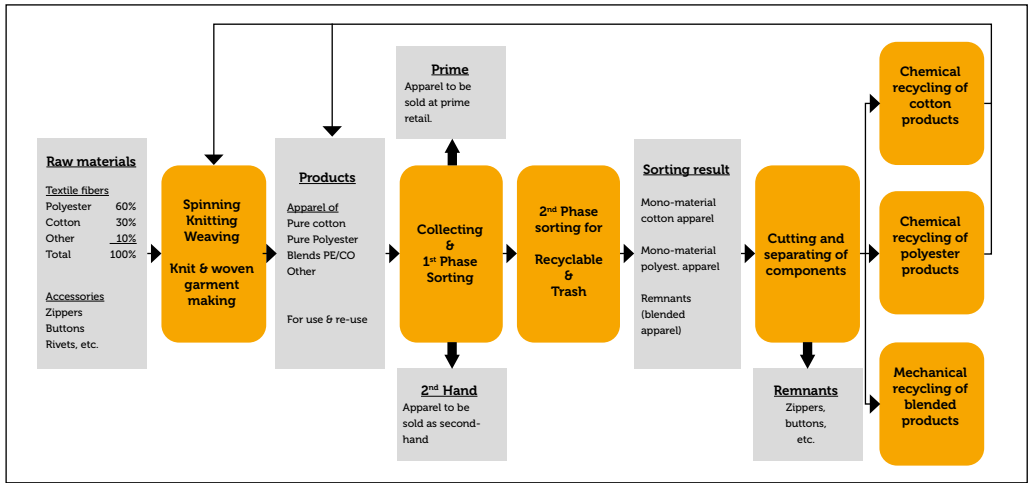 Raw materials
Textile fibers
Polyester 60%
Cotton 30%
Other 10%
Total 100%
Accessories
Zippers
Buttons
Rivets, etc.
Spinning
Knitting
Weaving
Knit & woven
garment
making
Products
Apparel of
Pure cotton
Pure Polyester
Blends PE/CO
Other
For use & re-use
Prime
Apparel to be
sold at prime
retail.
Collecting
&
1st Phase
Sorting
2nd Hand
Apparel to be
sold as second-
hand
2nd Phase
sorting for
Recyclable
&
Trash
Sorting result
Mono-material
cotton apparel
Mono-material
polyest. apparel
Remnants
(blended
apparel)
Cutting and
separating of
components
Remnants
Zippers,
buttons,
etc.
Chemical
recycling of
cotton
products
Chemical
recycling of
polyester
products
Mechanical
recycling of
blended
products